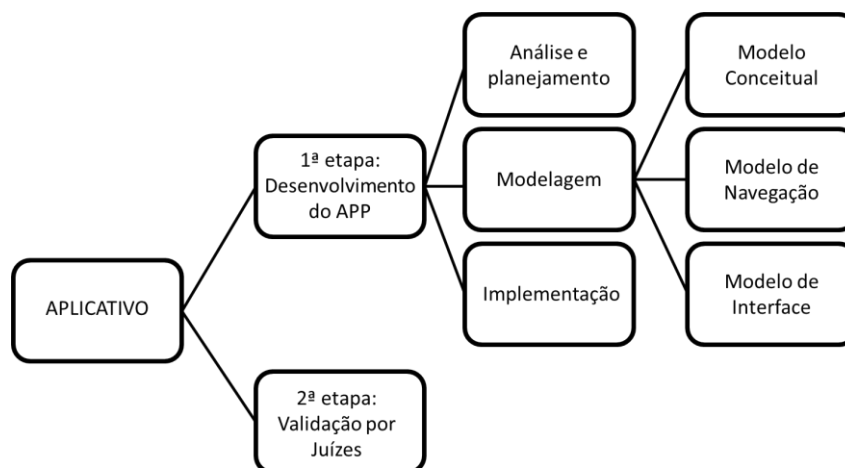 Análise e
planejamento
Modelo
Conceitual
1ª etapa:
Desenvolvimento
do APP
Modelagem
Modelo de
Navegação
APLICATIVO
Implementação
Modelo de
Interface
2ª etapa:
Validação por
Juízes